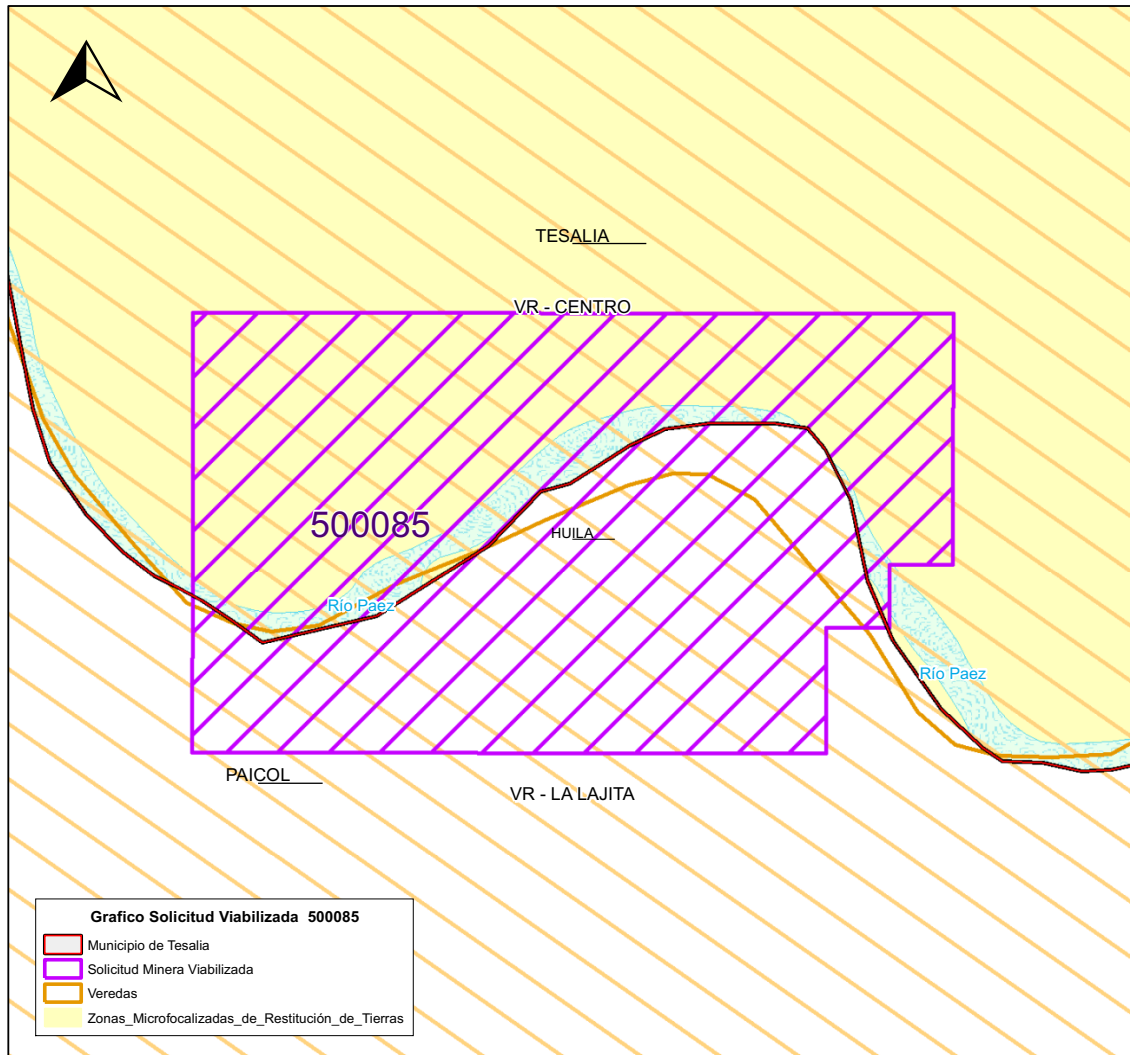 TESALIA
VR - CENTRO
500085
HUILA
Río Paez
Río Paez
PAICOL
VR - LA LAJITA
Grafico Solicitud Viabilizada 500085
Municipio de Tesalia
Solicitud Minera Viabilizada
Veredas
Zonas_Microfocalizadas_de_Restitución_de_Tierras